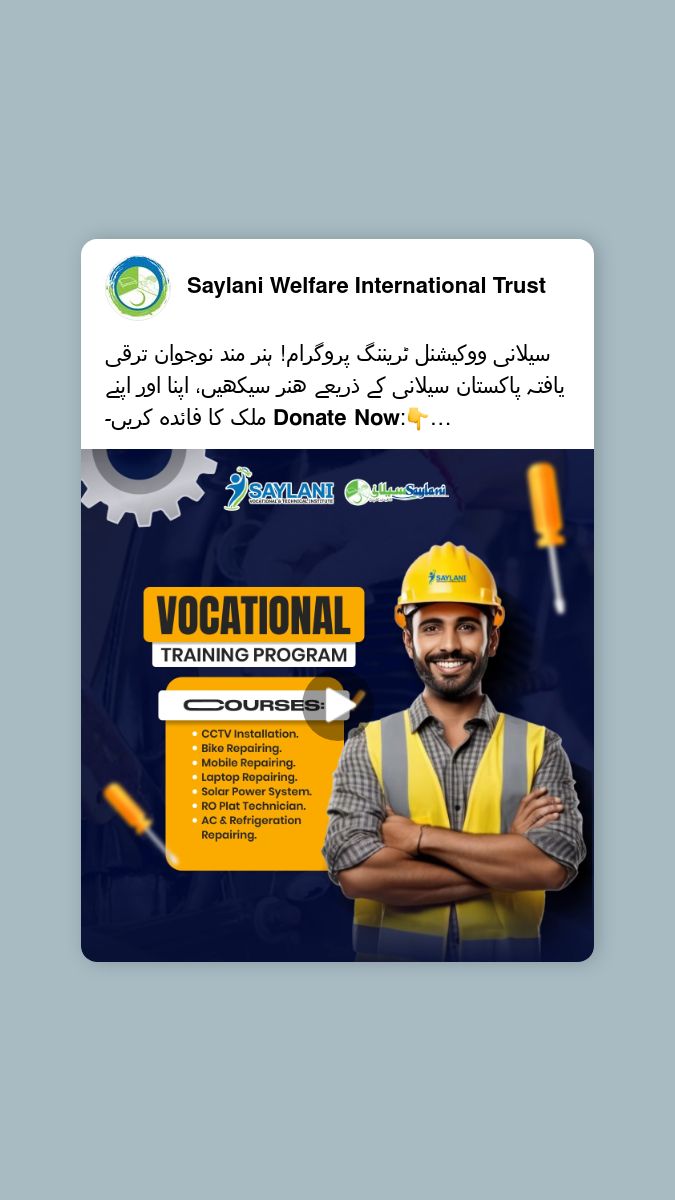 Saylani Welfare International Trust
سیلانی ووکیشنل ٹریننگ پروگرام! ہنر مند نوجوان ترقی
یافتہ پاکستان سیلانی کے ذریعے ھنر سیکھیں، اپنا اور اپنے
ملک کا فائدہ کریں۔ Donate Now:👇...
SAYLANI
VOCATIONAL & TECHNICAL INSTITUTE
سیلانی Saylani
SAYLANI
VOCATIONAL
TRAINING PROGRAM
COURSES:
• CCTV Installation.
• Bike Repairing.
• Mobile Repairing.
• Laptop Repairing.
• Solar Power System.
• RO Plat Technician.
• AC & Refrigeration
Repairing.